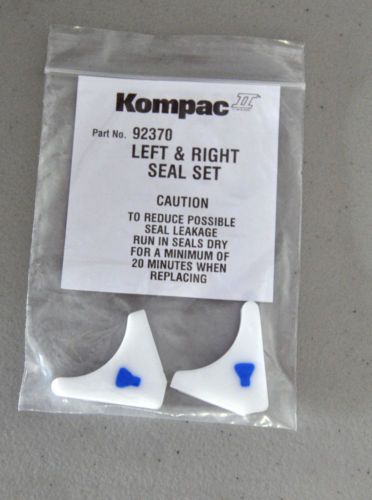 Kompac II
Part No. 92370
LEFT & RIGHT
SEAL SET
CAUTION
TO REDUCE POSSIBLE
SEAL LEAKAGE
RUN IN SEALS DRY
FOR A MINIMUM OF
20 MINUTES WHEN
REPLACING